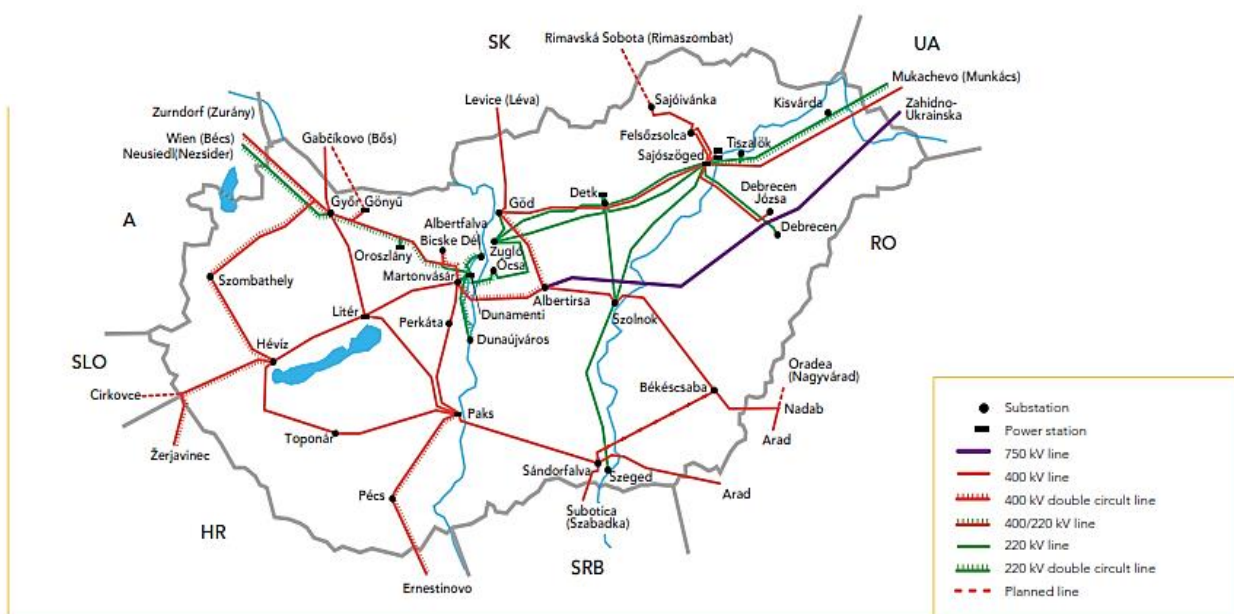 SK
Rimavská Sobota (Rimaszombat)
UA
Mukachevo (Munkács)
Zahidno-
Ukrainska
Levice (Léva)
Sajóivánka
Kisvárda
Zurndorf (Zurány)
Wien (Bécs)
Neusiedl(Nezsider)
Gabčíkovo (Bős)
Felsőzsolca
Sajószöged
Tiszalök
Detk
Debrecen
Józsa
Debrecen
A
Győr
Gönyű
Göd
Albertfalva
Bicske Dél
Zugló
Ócsa
RO
Oroszlány
Martonvásár
Szombathely
Dunamenti
Albertirsa
Szolnok
Litér
Perkáta
Dunaújváros
Hévíz
SLO
Cirkovce
Oradea
(Nagyvárad)
Békéscsaba
Nadab
Arad
Paks
Toponár
Žerjavinec
Sándorfalva
Szeged
Arad
Pécs
Subotica
(Szabadka)
HR
SRB
Ernestinovo
Substation
Power station
750 kV line
400 kV line
400 kV double circult line
400/220 kV line
220 kV line
220 kV double circult line
Planned line